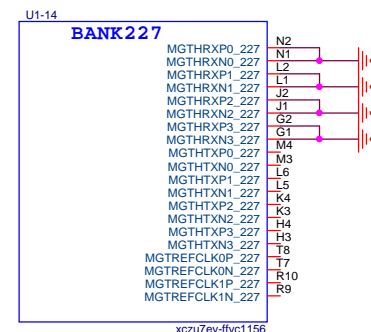 U1-14
BANK227
MGTHRXP0_227 N2
MGTHRXN0_227 N1
MGTHRXP1_227 L2
MGTHRXN1_227 L1
MGTHRXP2_227 J2
MGTHRXN2_227 J1
MGTHRXP3_227 G2
MGTHRXN3_227 G1
MGTHTXP0_227 M4
MGTHTXN0_227 M3
MGTHTXP1_227 L6
MGTHTXN1_227 L5
MGTHTXP2_227 K4
MGTHTXN2_227 K3
MGTHTXP3_227 H4
MGTHTXN3_227 H3
MGTREFCLK0P_227 T8
MGTREFCLK0N_227 T7
MGTREFCLK1P_227 R10
MGTREFCLK1N_227 R9
xczu7ev-ffvc1156